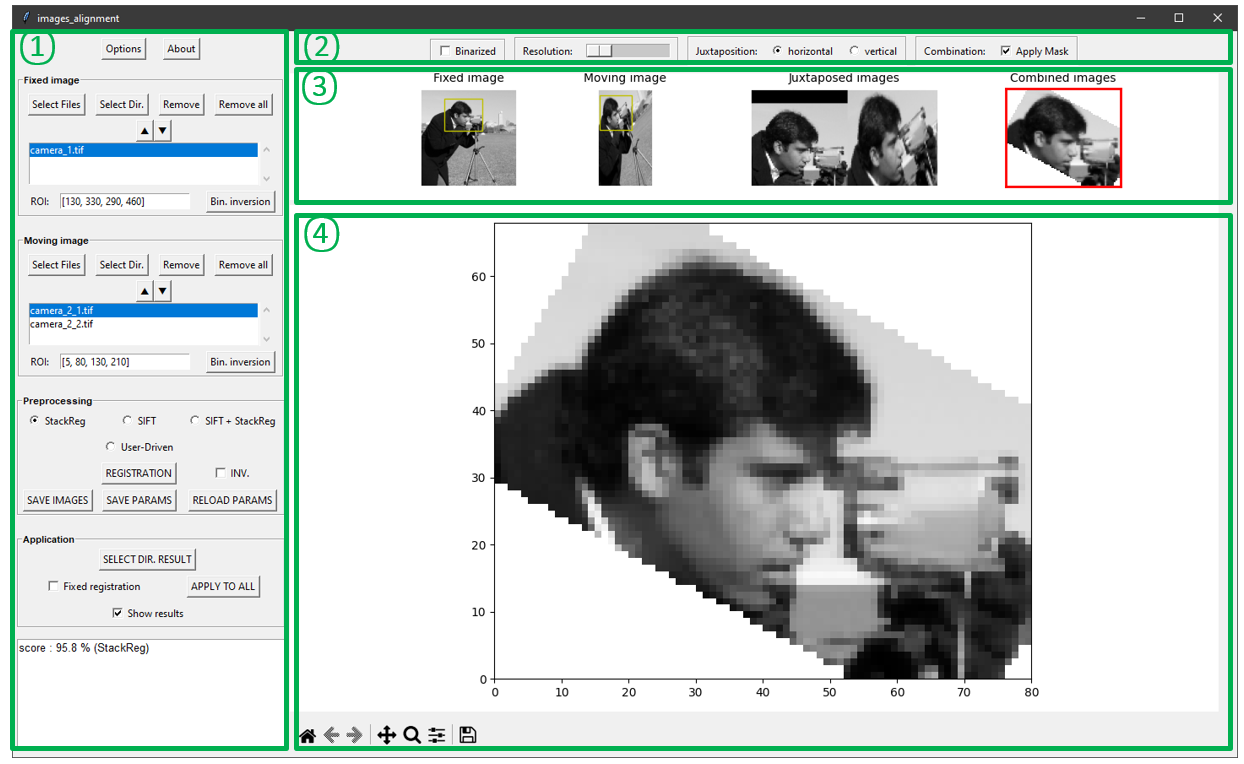 images_alignment
1
Options About
Fixed image
Select Files Select Dir. Remove Remove all
▲ ▼
camera_1.tif
ROI: [130, 330, 290, 460] Bin. inversion
Moving image
Select Files Select Dir. Remove Remove all
▲ ▼
camera_2_1.tif
camera_2_2.tif
ROI: [5, 80, 130, 210] Bin. inversion
Preprocessing
StackReg SIFT SIFT + StackReg
User-Driven
REGISTRATION INV.
SAVE IMAGES SAVE PARAMS RELOAD PARAMS
Application
SELECT DIR. RESULT
Fixed registration APPLY TO ALL
Show results
score : 95.8 % (StackReg)
2
Binarized Resolution: Juxtaposition: horizontal vertical Combination: Apply Mask
3
Fixed image Moving image Juxtaposed images Combined images
4
60
50
40
30
20
10
0
0 10 20 30 40 50 60 70 80